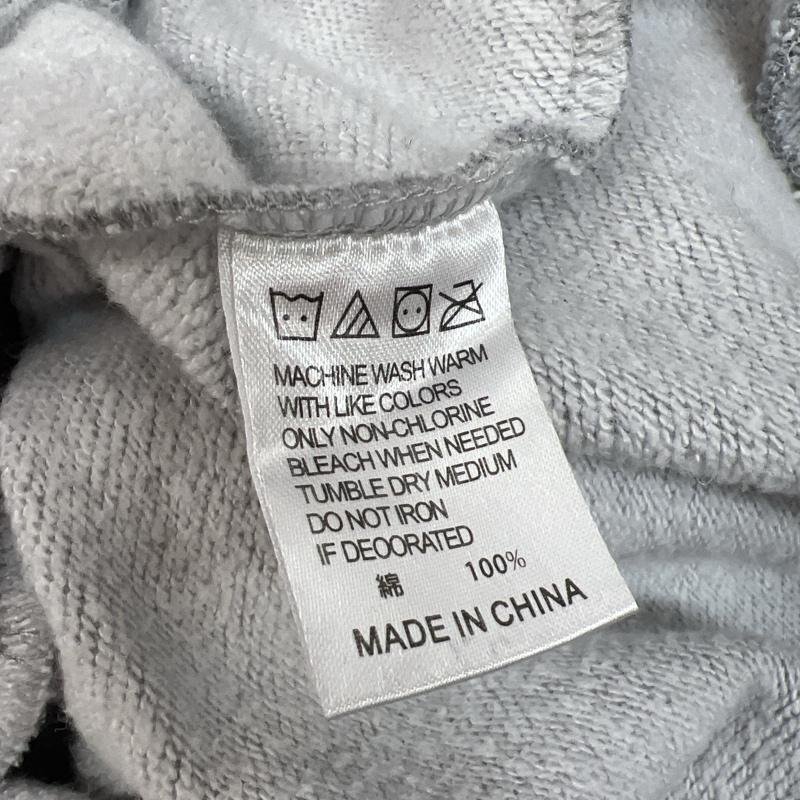 MACHINE WASH WARM
WITH LIKE COLORS
ONLY NON-CHLORINE
BLEACH WHEN NEEDED
TUMBLE DRY MEDIUM
DO NOT IRON
IF DEOORATED
綿 100%
MADE IN CHINA